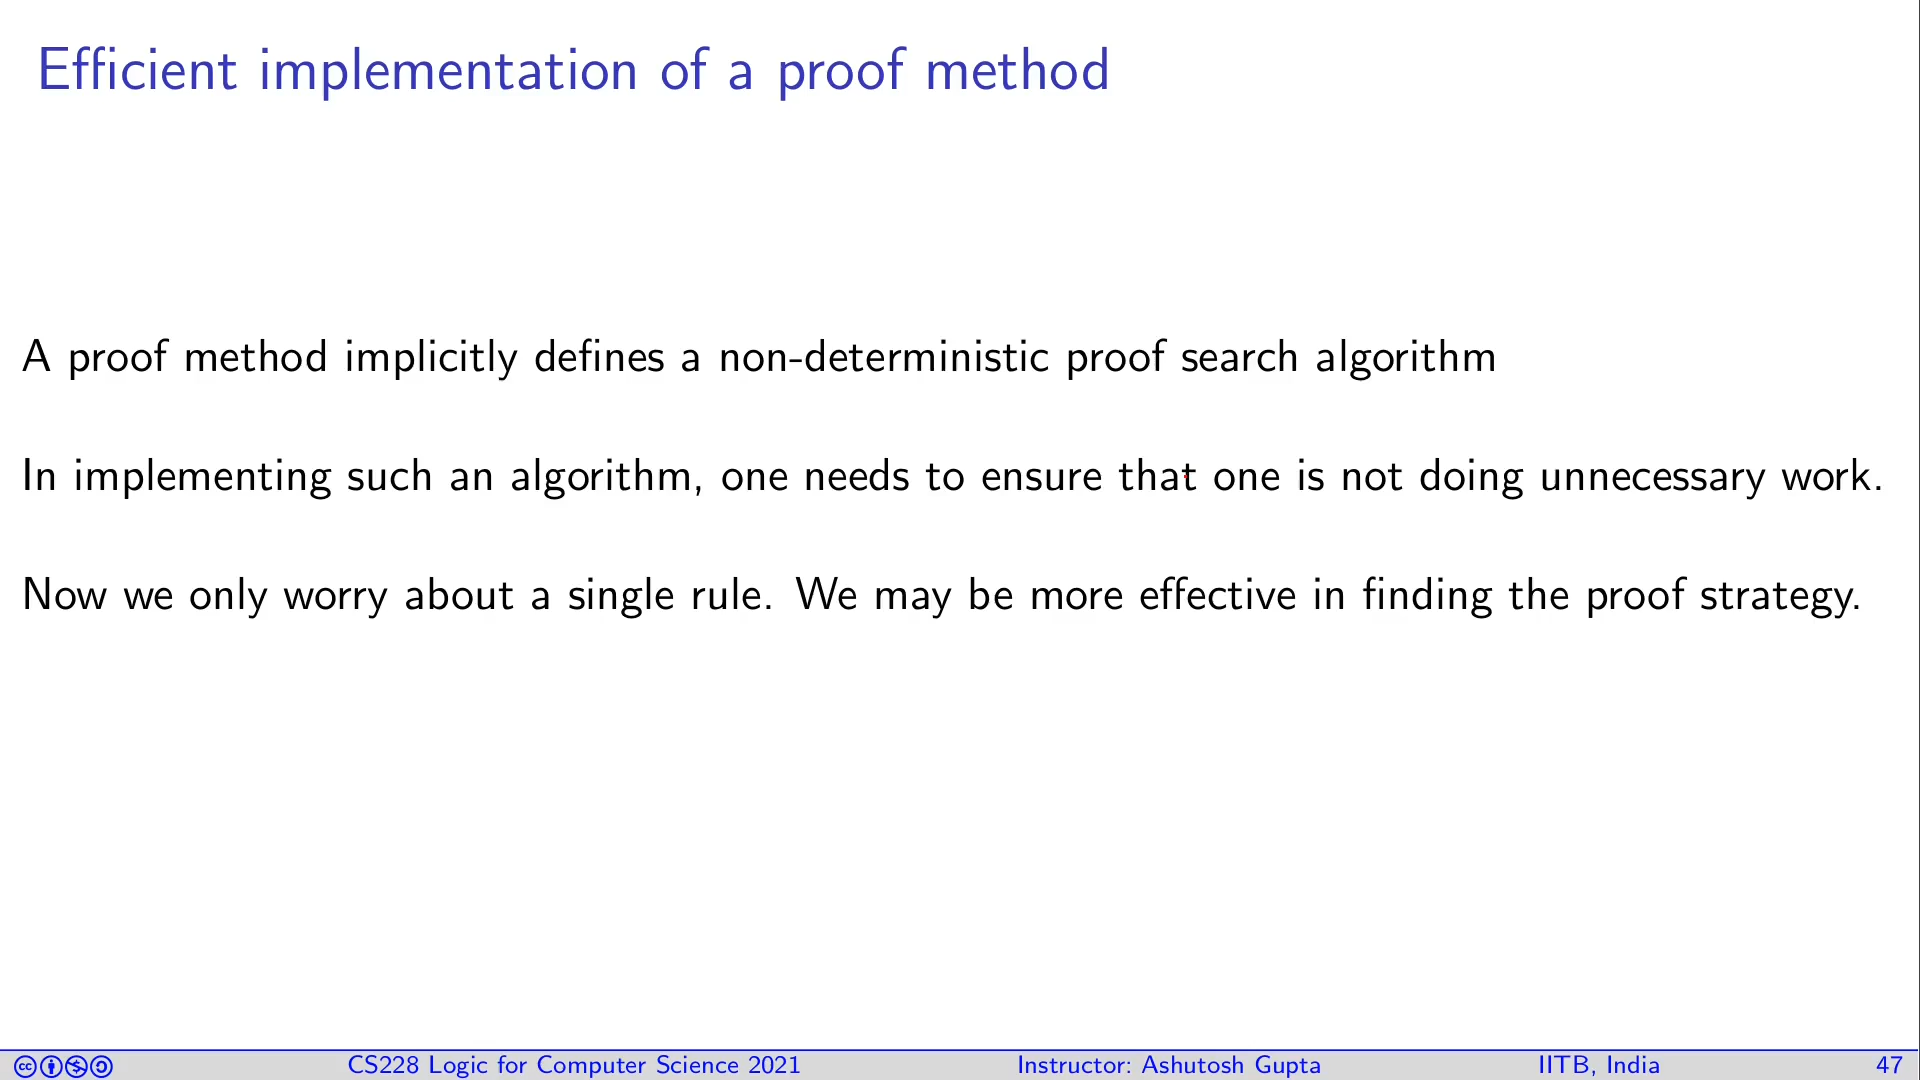 Efficient implementation of a proof method
A proof method implicitly defines a non-deterministic proof search algorithm
In implementing such an algorithm, one needs to ensure that one is not doing unnecessary work.
Now we only worry about a single rule. We may be more effective in finding the proof strategy.
CS228 Logic for Computer Science 2021 Instructor: Ashutosh Gupta IITB, India 47